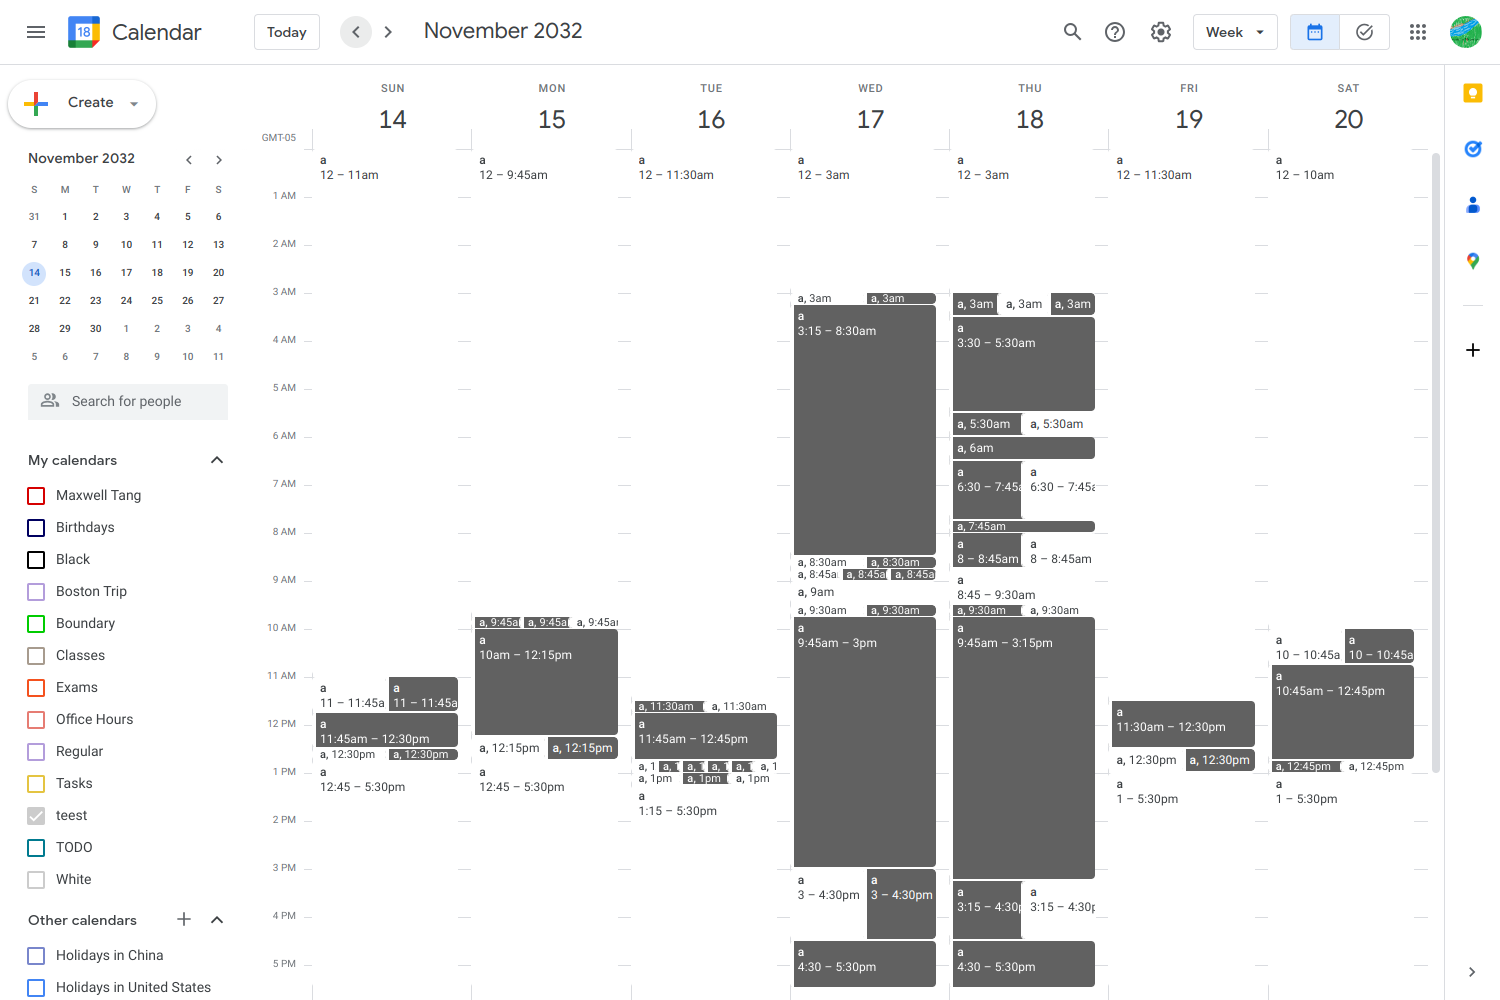 18 Calendar
Today
November 2032
Week
Create
November 2032
S M T W T F S
31 1 2 3 4 5 6
7 8 9 10 11 12 13
14 15 16 17 18 19 20
21 22 23 24 25 26 27
28 29 30 1 2 3 4
5 6 7 8 9 10 11
Search for people
My calendars
Maxwell Tang
Birthdays
Black
Boston Trip
Boundary
Classes
Exams
Office Hours
Regular
Tasks
teest
TODO
White
Other calendars
Holidays in China
Holidays in United States
GMT-05
1 AM
2 AM
3 AM
4 AM
5 AM
6 AM
7 AM
8 AM
9 AM
10 AM
11 AM
12 PM
1 PM
2 PM
3 PM
4 PM
5 PM
SUN
14
a
12 – 11am
a
11 – 11:45a
a
11 – 11:45a
a
11:45am – 12:30pm
a, 12:30pm
a, 12:30pm
a
12:45 – 5:30pm
MON
15
a
12 – 9:45am
a, 9:45a
a, 9:45a
a, 9:45a
a
10am – 12:15pm
a, 12:15pm
a, 12:15pm
a
12:45 – 5:30pm
TUE
16
a
12 – 11:30am
a, 11:30am
a, 11:30am
a
11:45am – 12:45pm
a, 1
a, 1
a, 1
a, 1
a, 1
a, 1
a, 1pm
a, 1pm
a, 1pm
a
1:15 – 5:30pm
WED
17
a
12 – 3am
a, 3am
a, 3am
a
3:15 – 8:30am
a, 8:30am
a, 8:30am
a, 8:45a
a, 8:45a
a, 8:45a
a, 9am
a, 9:30am
a, 9:30am
a
9:45am – 3pm
a
3 – 4:30pm
a
3 – 4:30pm
a
4:30 – 5:30pm
THU
18
a
12 – 3am
a, 3am
a, 3am
a, 3am
a
3:30 – 5:30am
a, 5:30am
a, 5:30am
a, 6am
a
6:30 – 7:45a
a
6:30 – 7:45a
a, 7:45am
a
8 – 8:45am
a
8 – 8:45am
a
8:45 – 9:30am
a, 9:30am
a, 9:30am
a
9:45am – 3:15pm
a
3:15 – 4:30p
a
3:15 – 4:30p
a
4:30 – 5:30pm
FRI
19
a
12 – 11:30am
a
11:30am – 12:30pm
a, 12:30pm
a, 12:30pm
a
1 – 5:30pm
SAT
20
a
12 – 10am
a
10 – 10:45a
a
10 – 10:45a
a
10:45am – 12:45pm
a, 12:45pm
a, 12:45pm
a
1 – 5:30pm